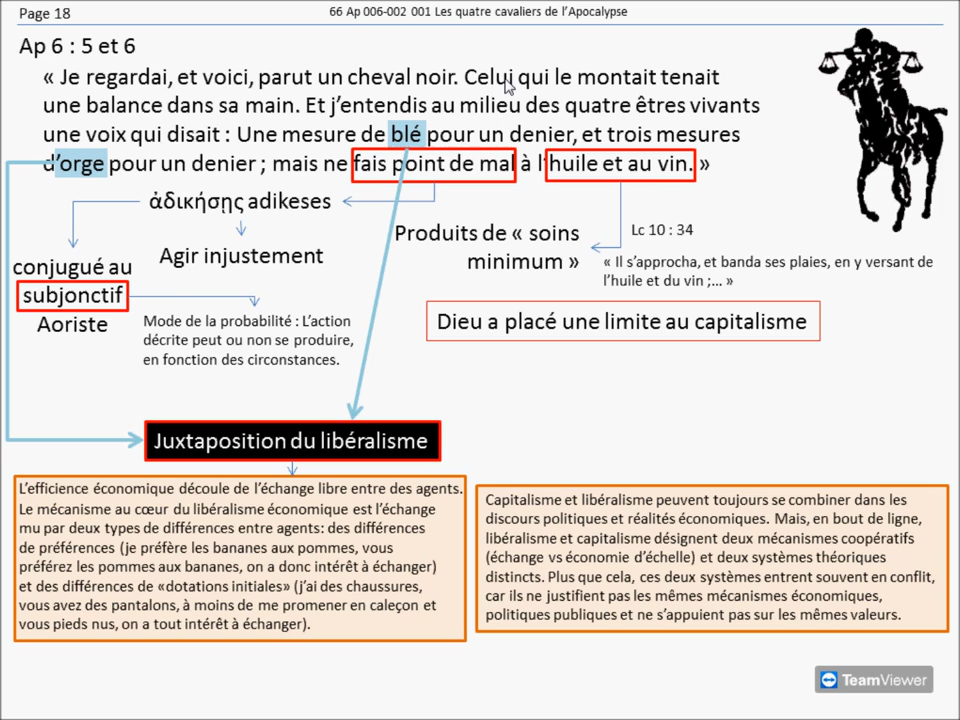 Page 18
66 Ap 006-002 001 Les quatre cavaliers de l'Apocalypse
Ap 6 : 5 et 6
« Je regardai, et voici, parut un cheval noir. Celui qui le montait tenait
une balance dans sa main. Et j'entendis au milieu des quatre êtres vivants
une voix qui disait : Une mesure de blé pour un denier, et trois mesures
d'orge pour un denier ; mais ne fais point de mal à l'huile et au vin. »
ἀδικήσῃς adikeses
Agir injustement
conjugué au
subjonctif
Aoriste
Mode de la probabilité : L'action
décrite peut ou non se produire,
en fonction des circonstances.
Produits de « soins
minimum »
Lc 10 : 34
« Il s'approcha, et banda ses plaies, en y versant de
l'huile et du vin ;... »
Dieu a placé une limite au capitalisme
Juxtaposition du libéralisme
L'efficience économique découle de l'échange libre entre des agents.
Le mécanisme au cœur du libéralisme économique est l'échange
mu par deux types de différences entre agents: des différences
de préférences (je préfère les bananes aux pommes, vous
préférez les pommes aux bananes, on a donc intérêt à échanger)
et des différences de «dotations initiales» (j'ai des chaussures,
vous avez des pantalons, à moins de me promener en caleçon et
vous pieds nus, on a tout intérêt à échanger).
Capitalisme et libéralisme peuvent toujours se combiner dans les
discours politiques et réalités économiques. Mais, en bout de ligne,
libéralisme et capitalisme désignent deux mécanismes coopératifs
(échange vs économie d'échelle) et deux systèmes théoriques
distincts. Plus que cela, ces deux systèmes entrent souvent en conflit,
car ils ne justifient pas les mêmes mécanismes économiques,
politiques publiques et ne s'appuient pas sur les mêmes valeurs.
TeamViewer